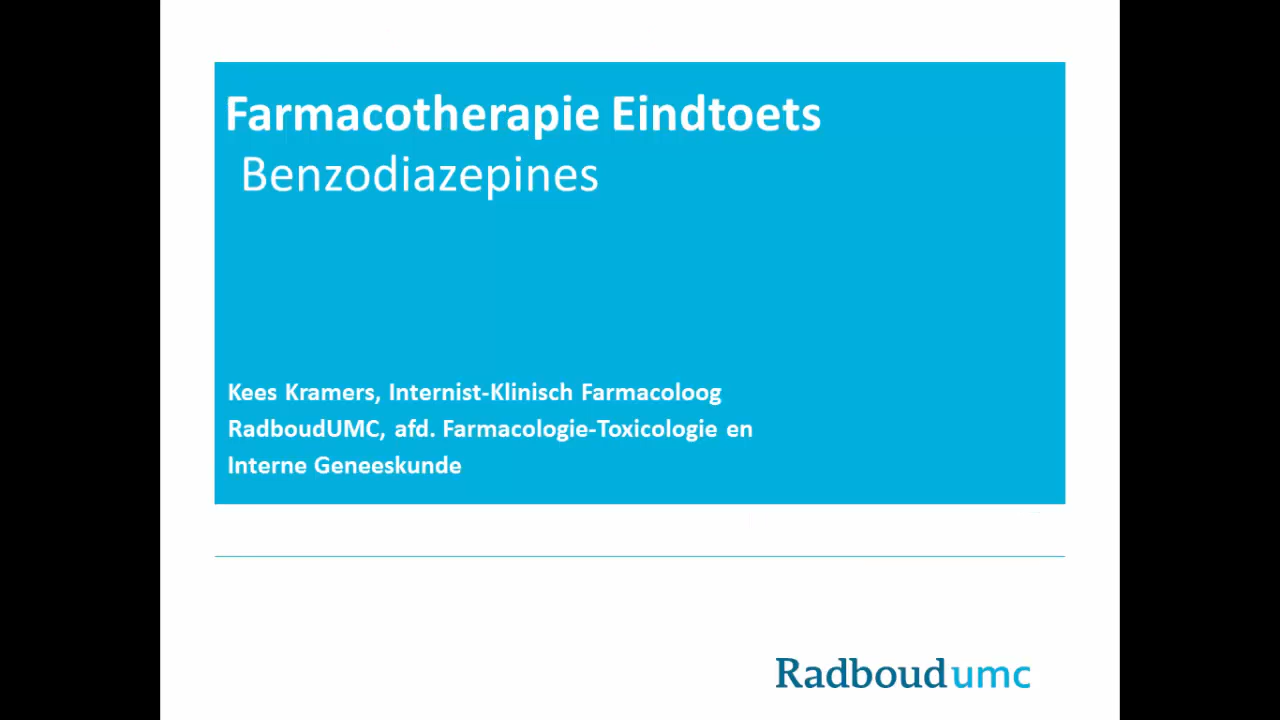 Farmacotherapie Eindtoets
Benzodiazepines
Kees Kramers, Internist-Klinisch Farmacoloog
RadboudUMC, afd. Farmacologie-Toxicologie en
Interne Geneeskunde
Radboudumc